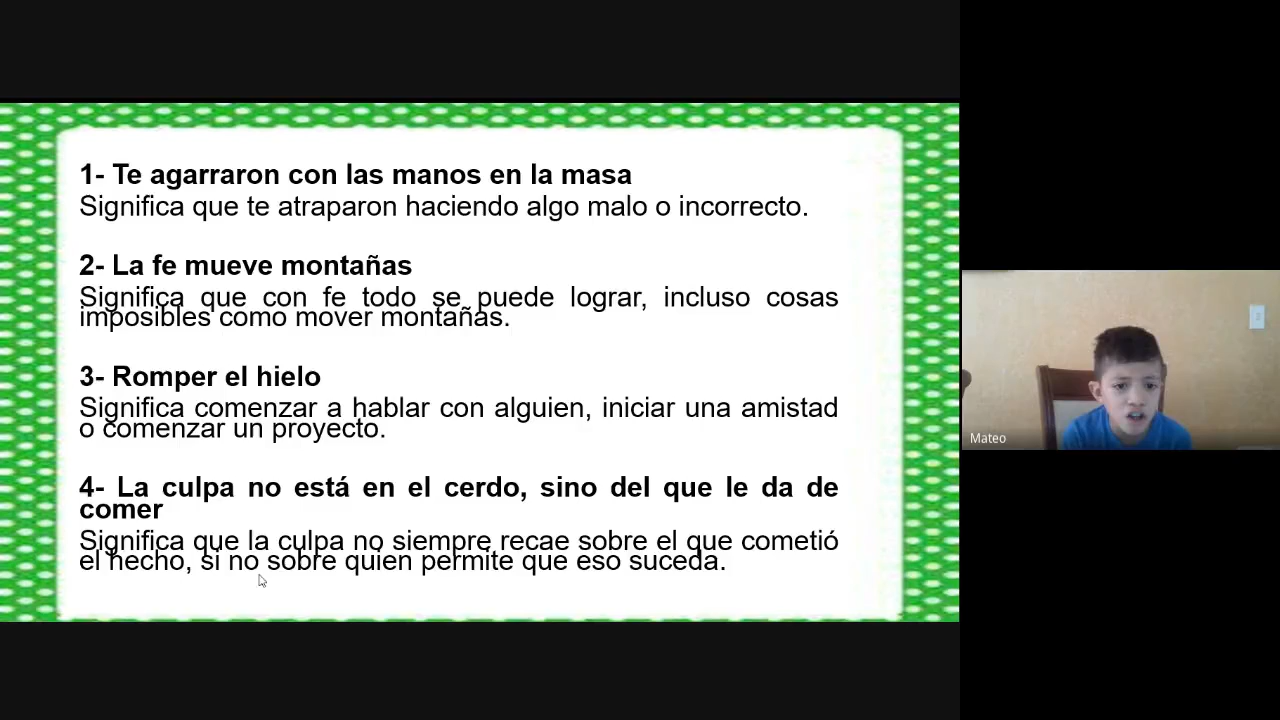 1- Te agarraron con las manos en la masa
Significa que te atraparon haciendo algo malo o incorrecto.
2- La fe mueve montañas
Significa que con fe todo se puede lograr, incluso cosas
imposibles como mover montañas.
3- Romper el hielo
Significa comenzar a hablar con alguien, iniciar una amistad
o comenzar un proyecto.
4- La culpa no está en el cerdo, sino del que le da de
comer
Significa que la culpa no siempre recae sobre el que cometió
el hecho, si no sobre quien permite que eso suceda.
Mateo